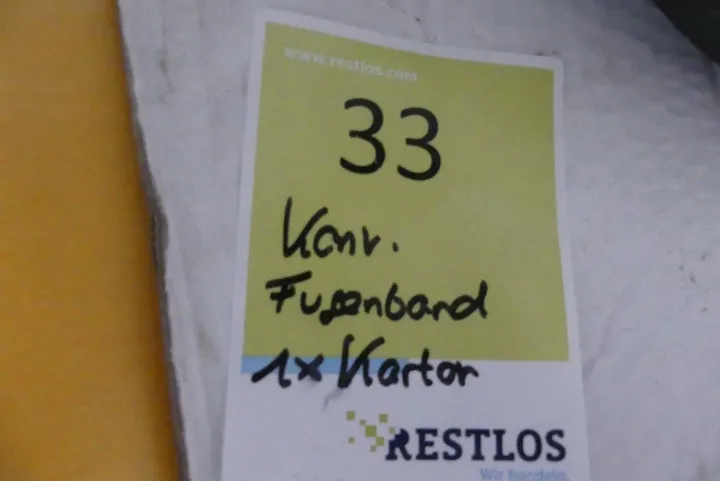 www.restlos.com
33
Konv.
Fugenband
1x Karton
RESTLOS
Wir handeln.